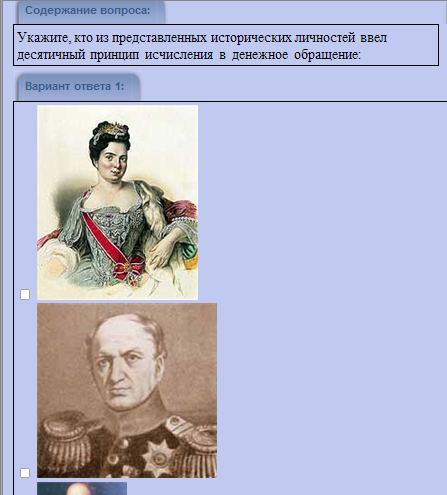 Содержание вопроса:
Укажите, кто из представленных исторических личностей ввел
десятичный принцип исчисления в денежное обращение:
Вариант ответа 1: